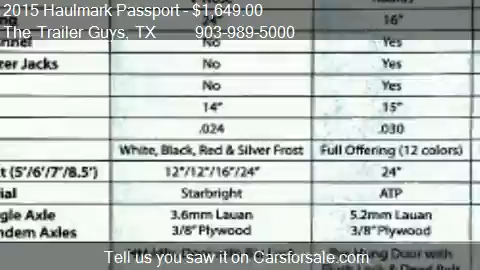 2015 Haulmark Passport - $1,649.00
The Trailer Guys, TX 903-989-5000
16"
No Yes
zer Jacks No Yes
No Yes
14" 15"
.024 .030
White, Black, Red & Silver Frost Full Offering (12 colors)
t (5'/6'/7'/8.5') 12"/12"/16"/24" 24"
ial Starbright ATP
gle Axle 3.6mm Lauan 5.2mm Lauan
ndem Axles 3/8" Plywood 3/8" Plywood
Door with
Tell us you saw it on Carsforsale.com